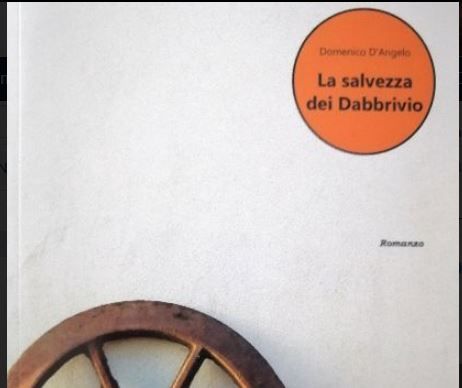 Domenico D'Angelo
La salvezza
dei Dabbrivio
Romanzo